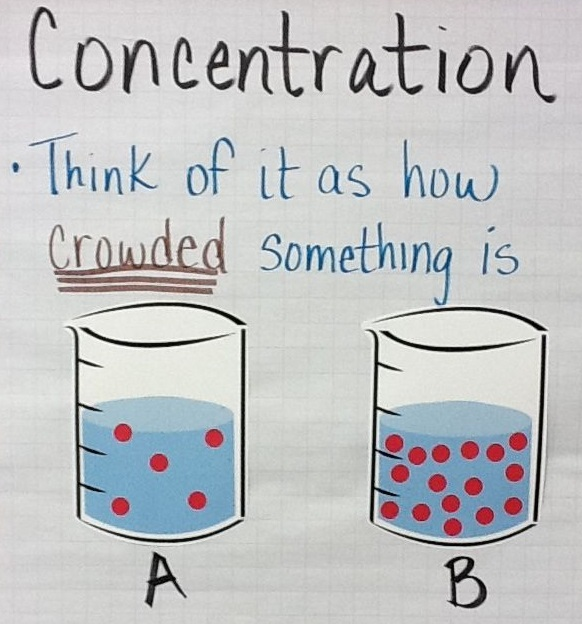 Concentration
• Think of it as how
crowded something is
A
B